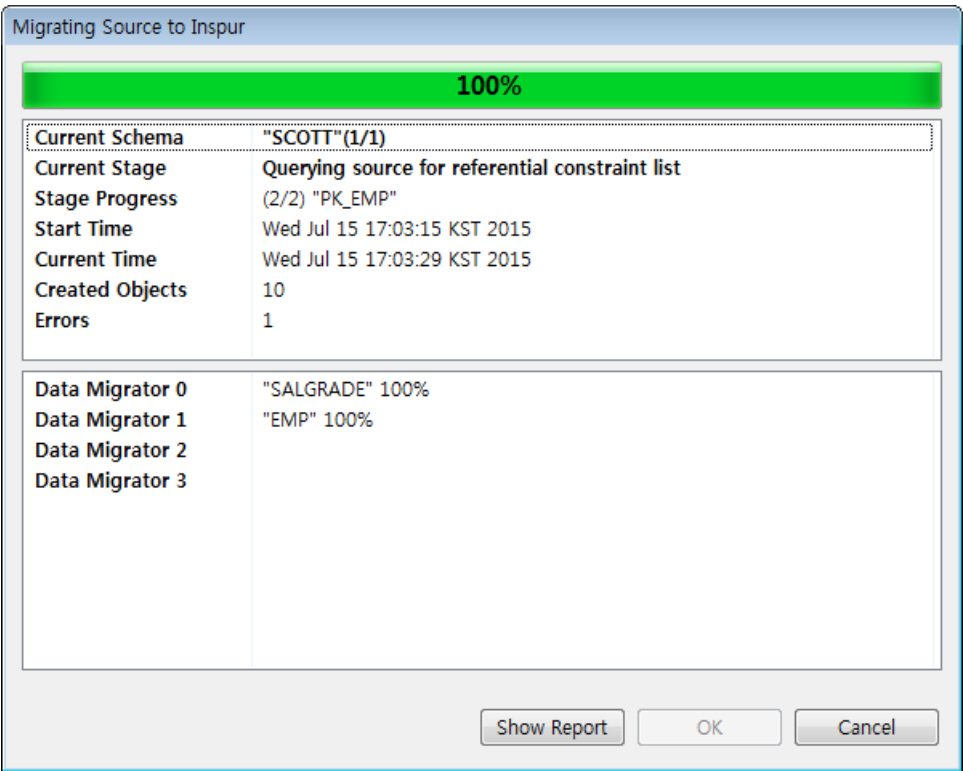 Migrating Source to Inspur
100%
Current Schema "SCOTT"(1/1)
Current Stage Querying source for referential constraint list
Stage Progress (2/2) "PK_EMP"
Start Time Wed Jul 15 17:03:15 KST 2015
Current Time Wed Jul 15 17:03:29 KST 2015
Created Objects 10
Errors 1
Data Migrator 0 "SALGRADE" 100%
Data Migrator 1 "EMP" 100%
Data Migrator 2
Data Migrator 3
Show Report OK Cancel